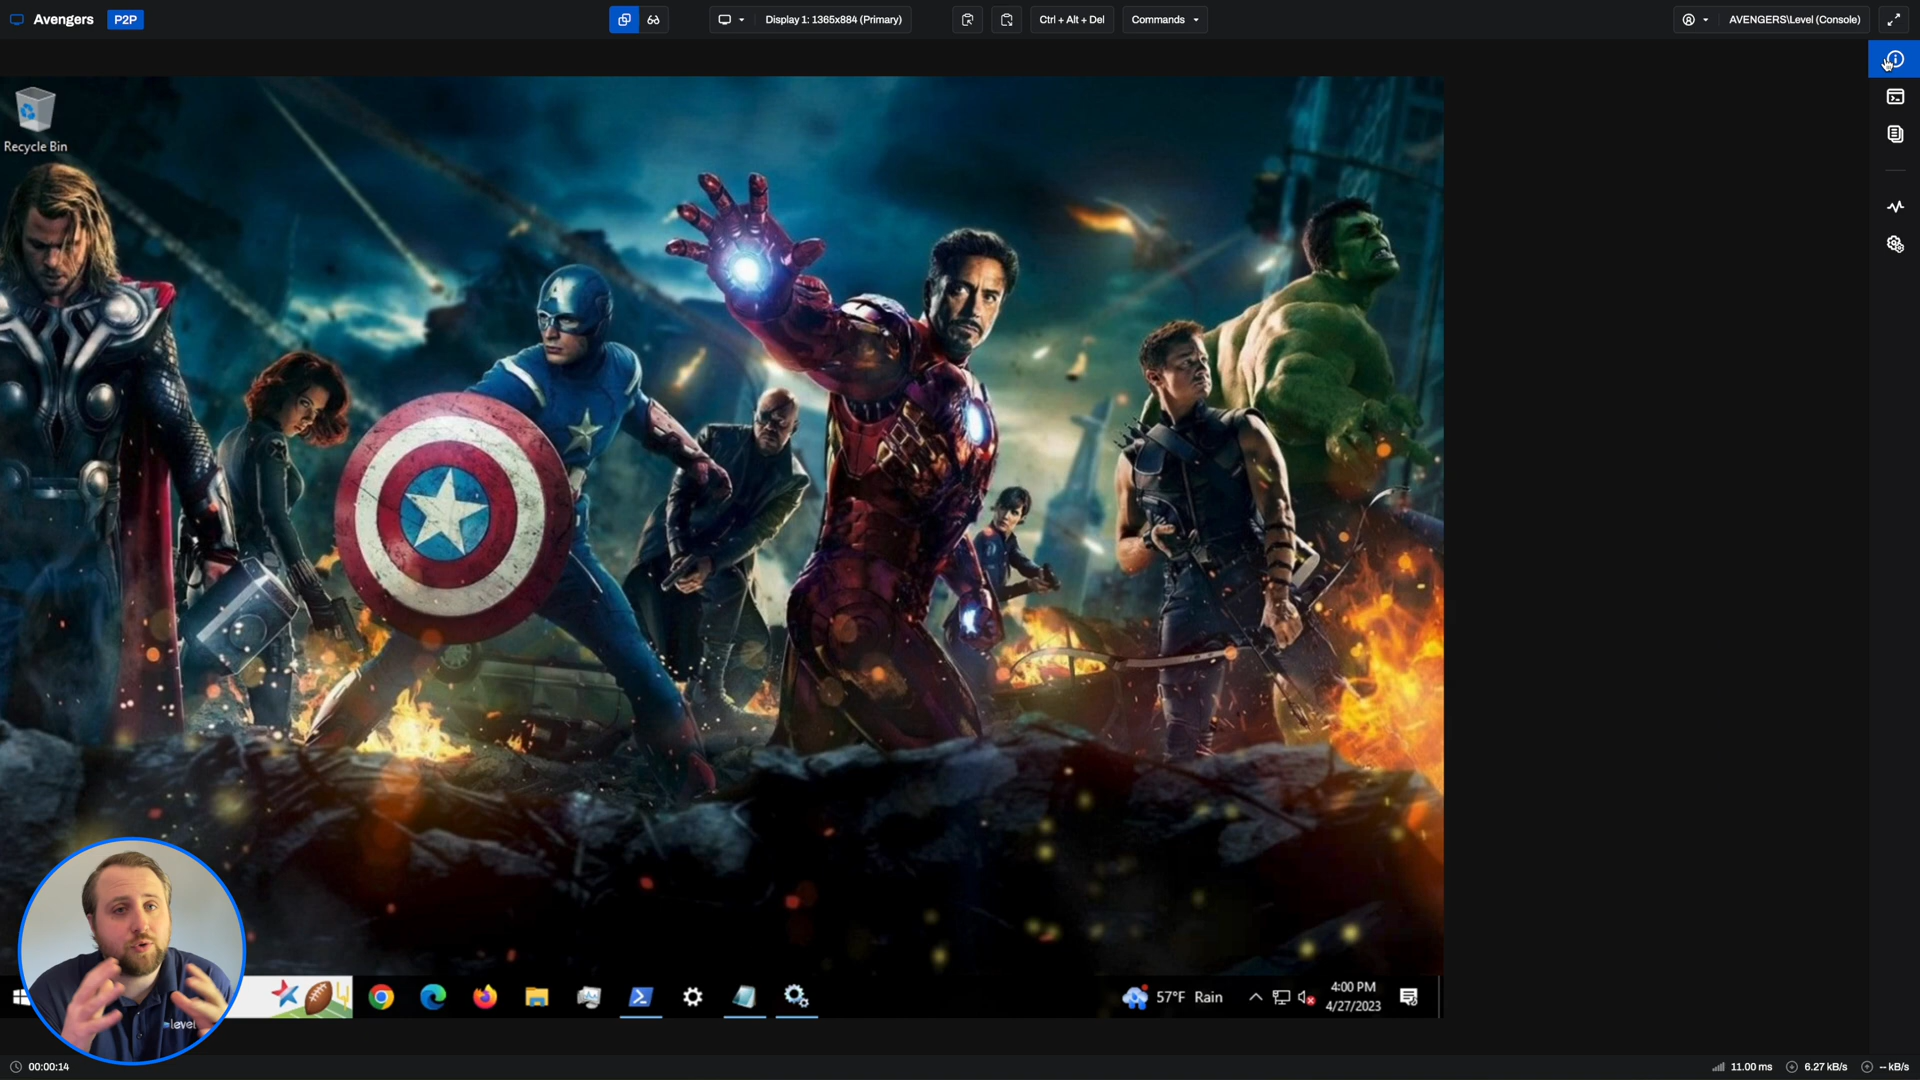 Avengers
P2P
Display 1: 1365x884 (Primary)
Ctrl + Alt + Del
Commands
AVENGERS\Level (Console)
Recycle Bin
A
level
57°F Rain
4:00 PM
4/27/2023
00:00:14
11.00 ms
6.27 kB/s
-- kB/s